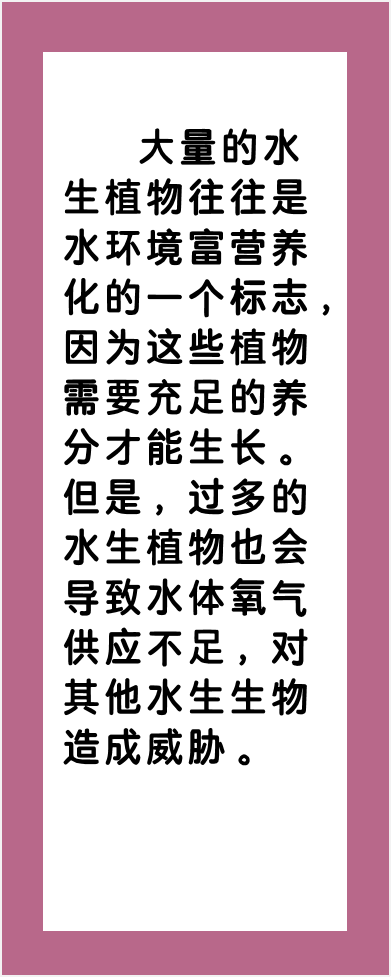 大量的水
生植物往往是
水环境富营养
化的一个标志，
因为这些植物
需要充足的养
分才能生长。
但是，过多的
水生植物也会
导致水体氧气
供应不足，对
其他水生生物
造成威胁。